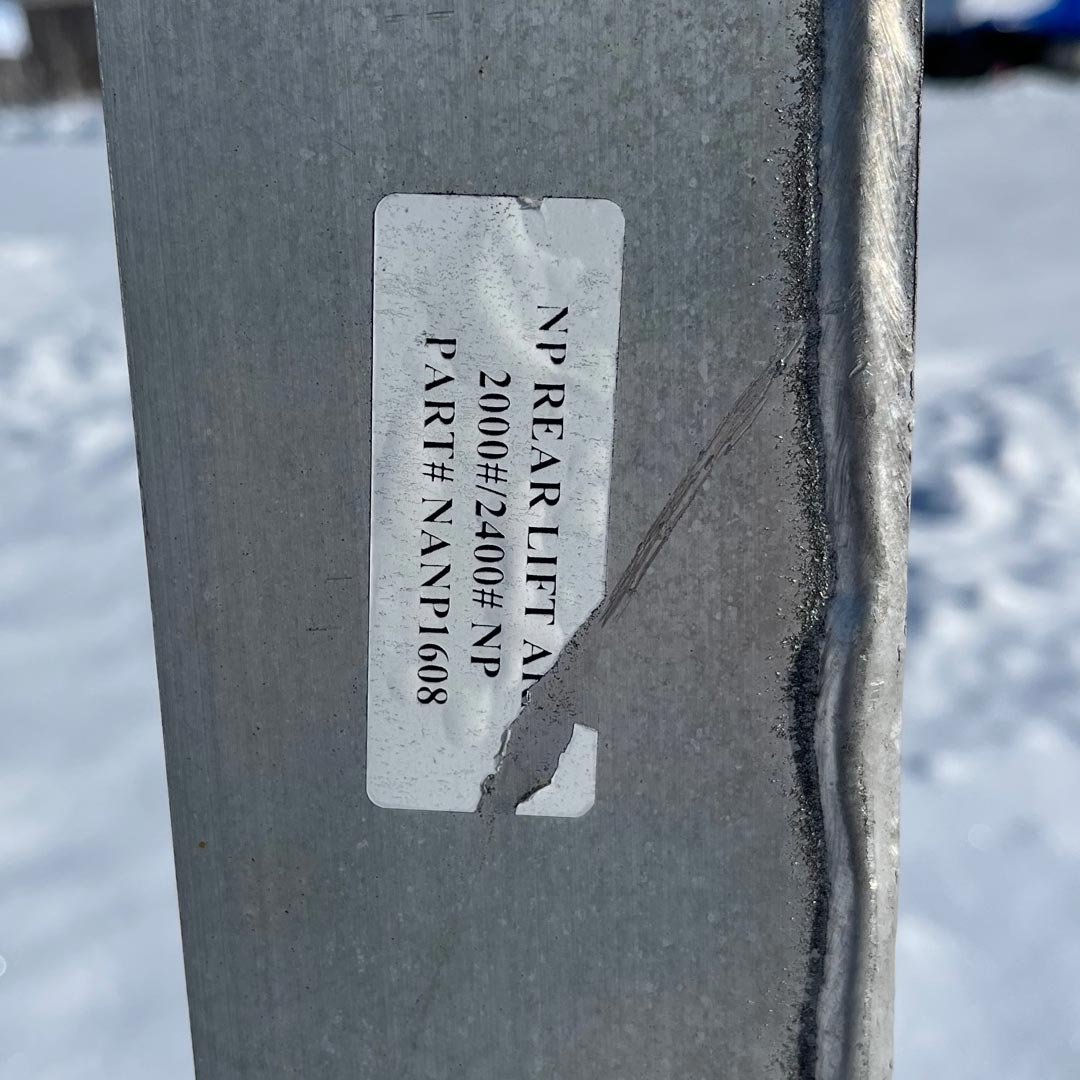 NP REAR LIFT
2000#/2400# NP
PART# NANP1608